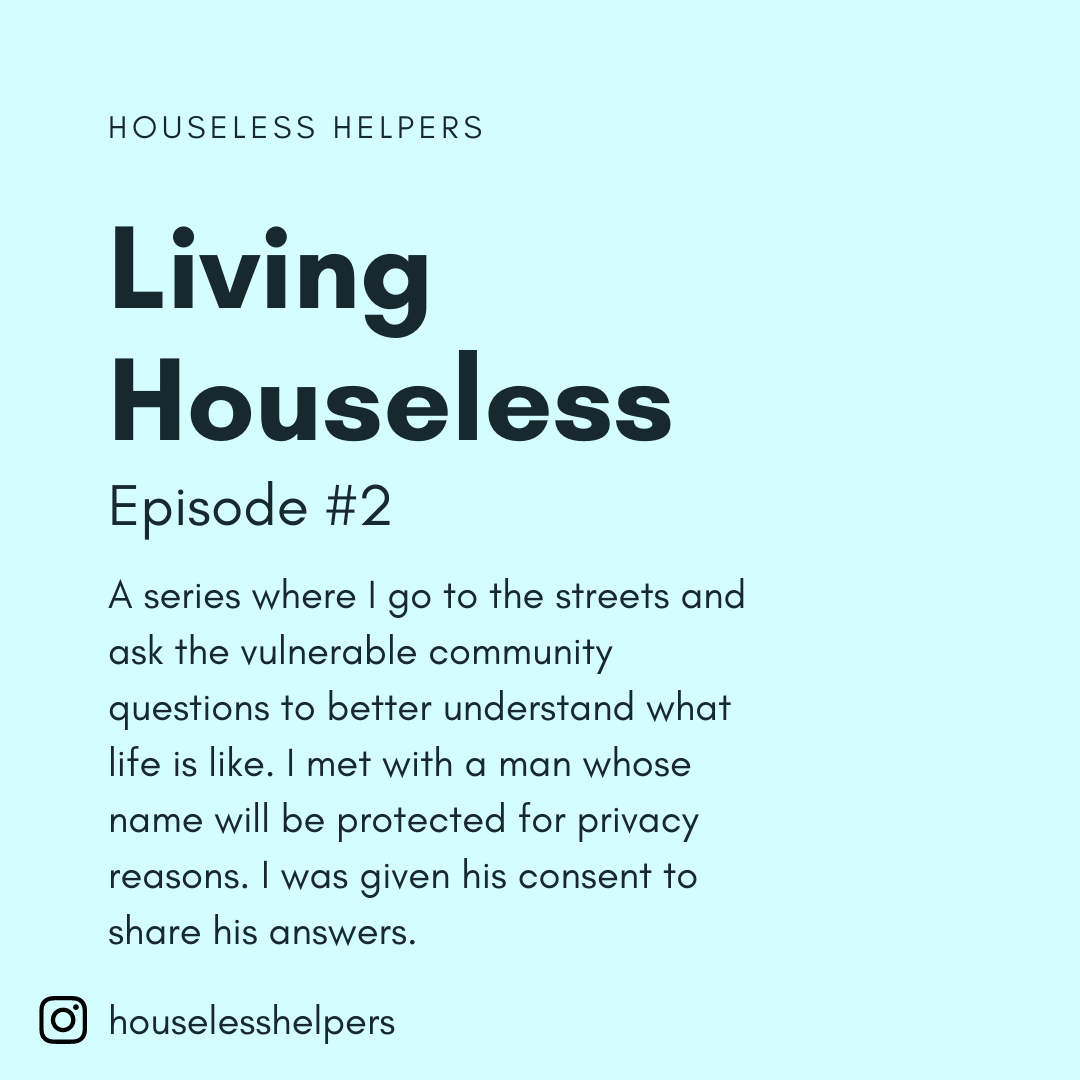 HOUSELESS HELPERS
Living
Houseless
Episode #2
A series where I go to the streets and
ask the vulnerable community
questions to better understand what
life is like. I met with a man whose
name will be protected for privacy
reasons. I was given his consent to
share his answers.
houselesshelpers